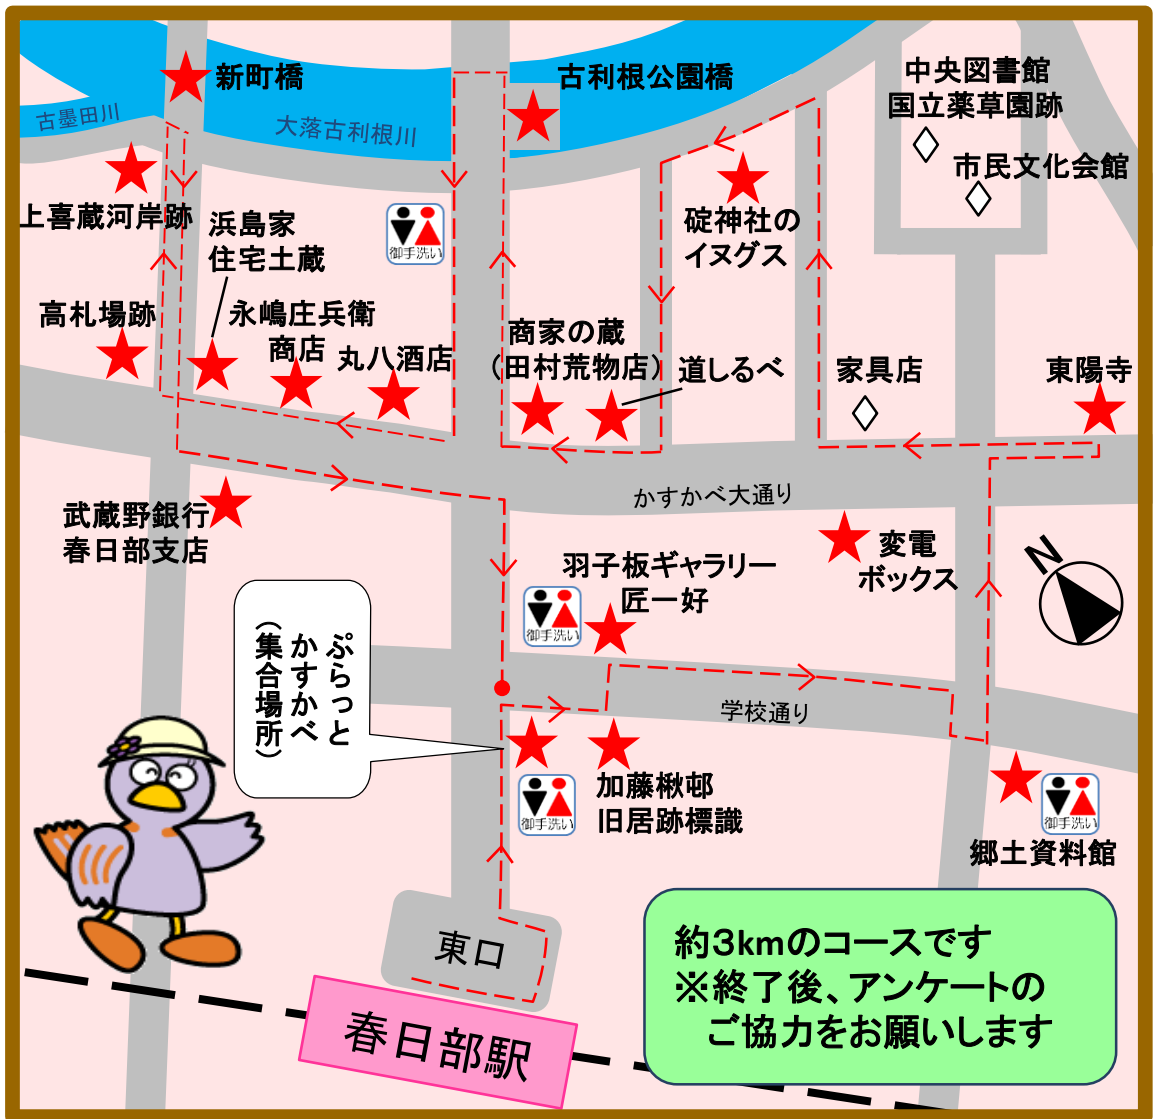 新町橋
古利根公園橋
中央図書館
国立薬草園跡
古墨田川
大落古利根川
市民文化会館
上喜蔵河岸跡
浜島家
住宅土蔵
御手洗い
碇神社の
イヌグス
高札場跡
永嶋庄兵衛
商店
丸八酒店
商家の蔵
（田村荒物店）
道しるべ
家具店
東陽寺
かすかべ大通り
武蔵野銀行
春日部支店
変電
ボックス
N
羽子板ギャラリー
匠一好
御手洗い
ぷらっと
かすかべ
（集合場所）
学校通り
御手洗い
加藤楸邨
旧居跡標識
御手洗い
郷土資料館
東口
春日部駅
約3kmのコースです
※終了後、アンケートの
ご協力をお願いします